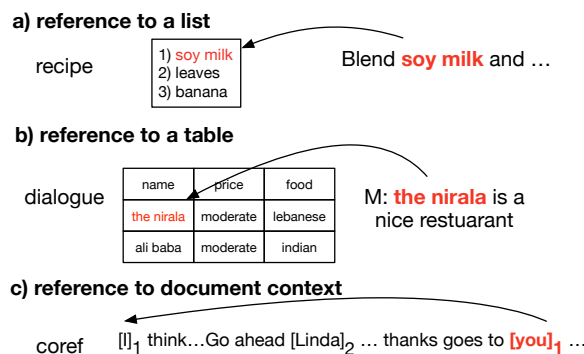 a) reference to a list
recipe
1) soy milk
2) leaves
3) banana
Blend soy milk and ...
b) reference to a table
dialogue
name price food
the nirala moderate lebanese
ali baba moderate indian
M: the nirala is a
nice restuarant
c) reference to document context
coref
[I]1 think...Go ahead [Linda]2 ... thanks goes to [you]1 ...